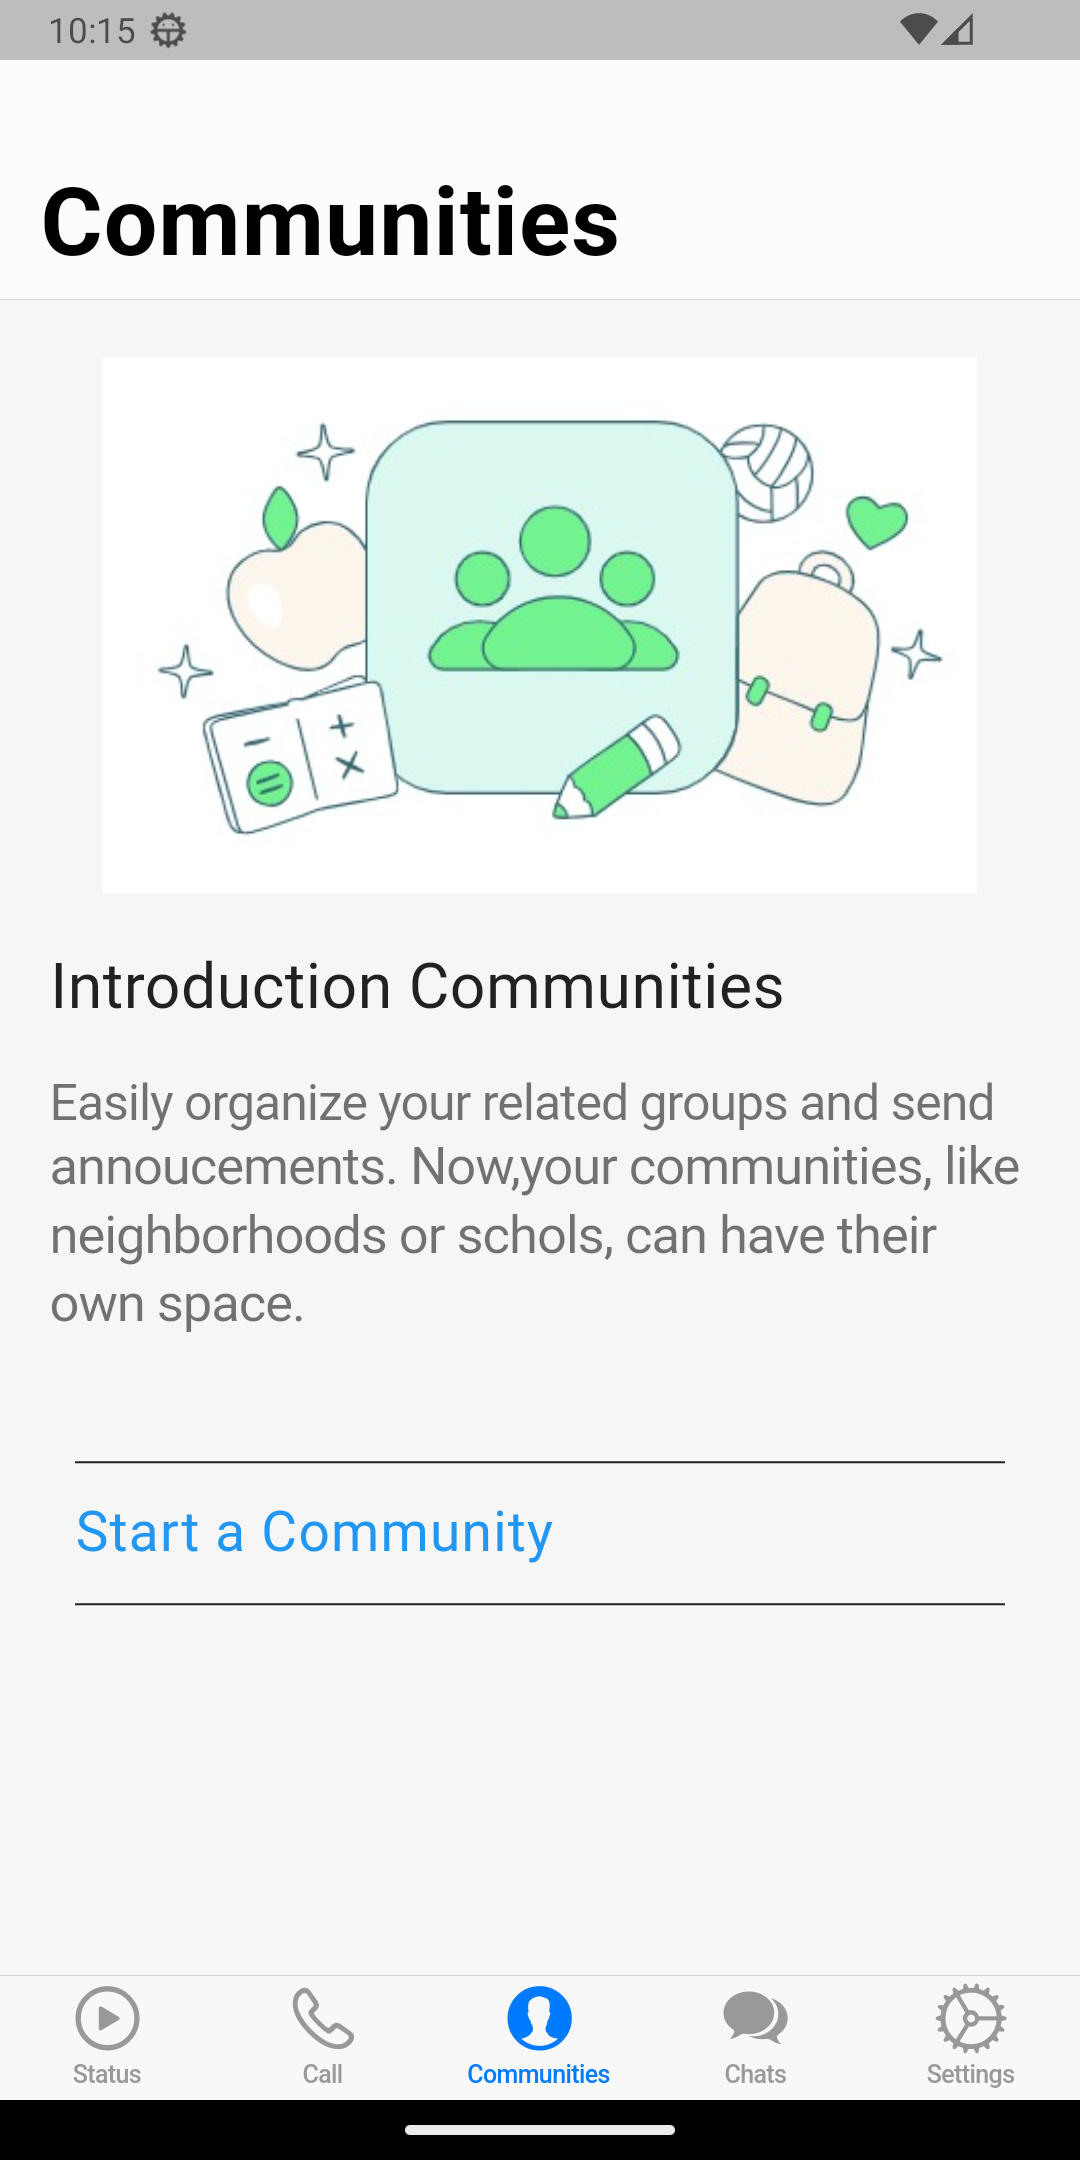 10:15
Communities
Introduction Communities
Easily organize your related groups and send
annoucements. Now,your communities, like
neighborhoods or schols, can have their
own space.
Start a Community
Status
Call
Communities
Chats
Settings